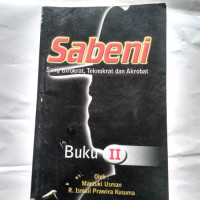 Sabeni
Sang Birokrat, Teknokrat dan Akrobat
Buku II
Oleh :
Marzuki Usman
R. Ismail Prawira Kusuma